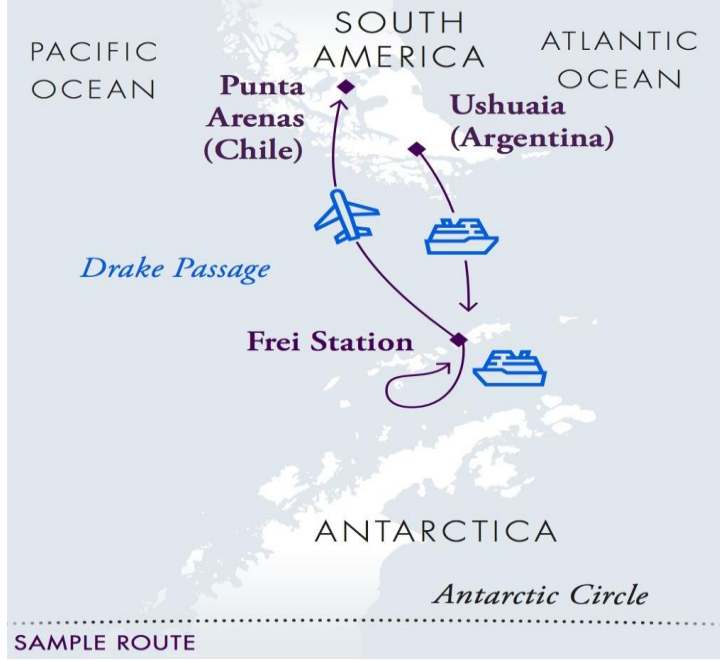 SOUTH
AMERICA
PACIFIC
OCEAN
ATLANTIC
OCEAN
Punta
Arenas
(Chile)
Ushuaia
(Argentina)
Drake Passage
Frei Station
ANTARCTICA
Antarctic Circle
SAMPLE ROUTE